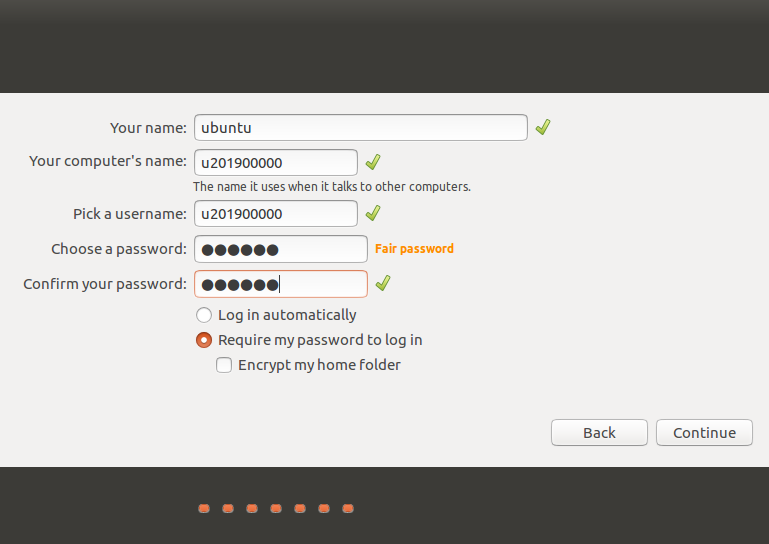 Your name: ubuntu
Your computer's name: u201900000
The name it uses when it talks to other computers.
Pick a username: u201900000
Choose a password: ●●●●●● Fair password
Confirm your password: ●●●●●●
Log in automatically
Require my password to log in
Encrypt my home folder
Back Continue